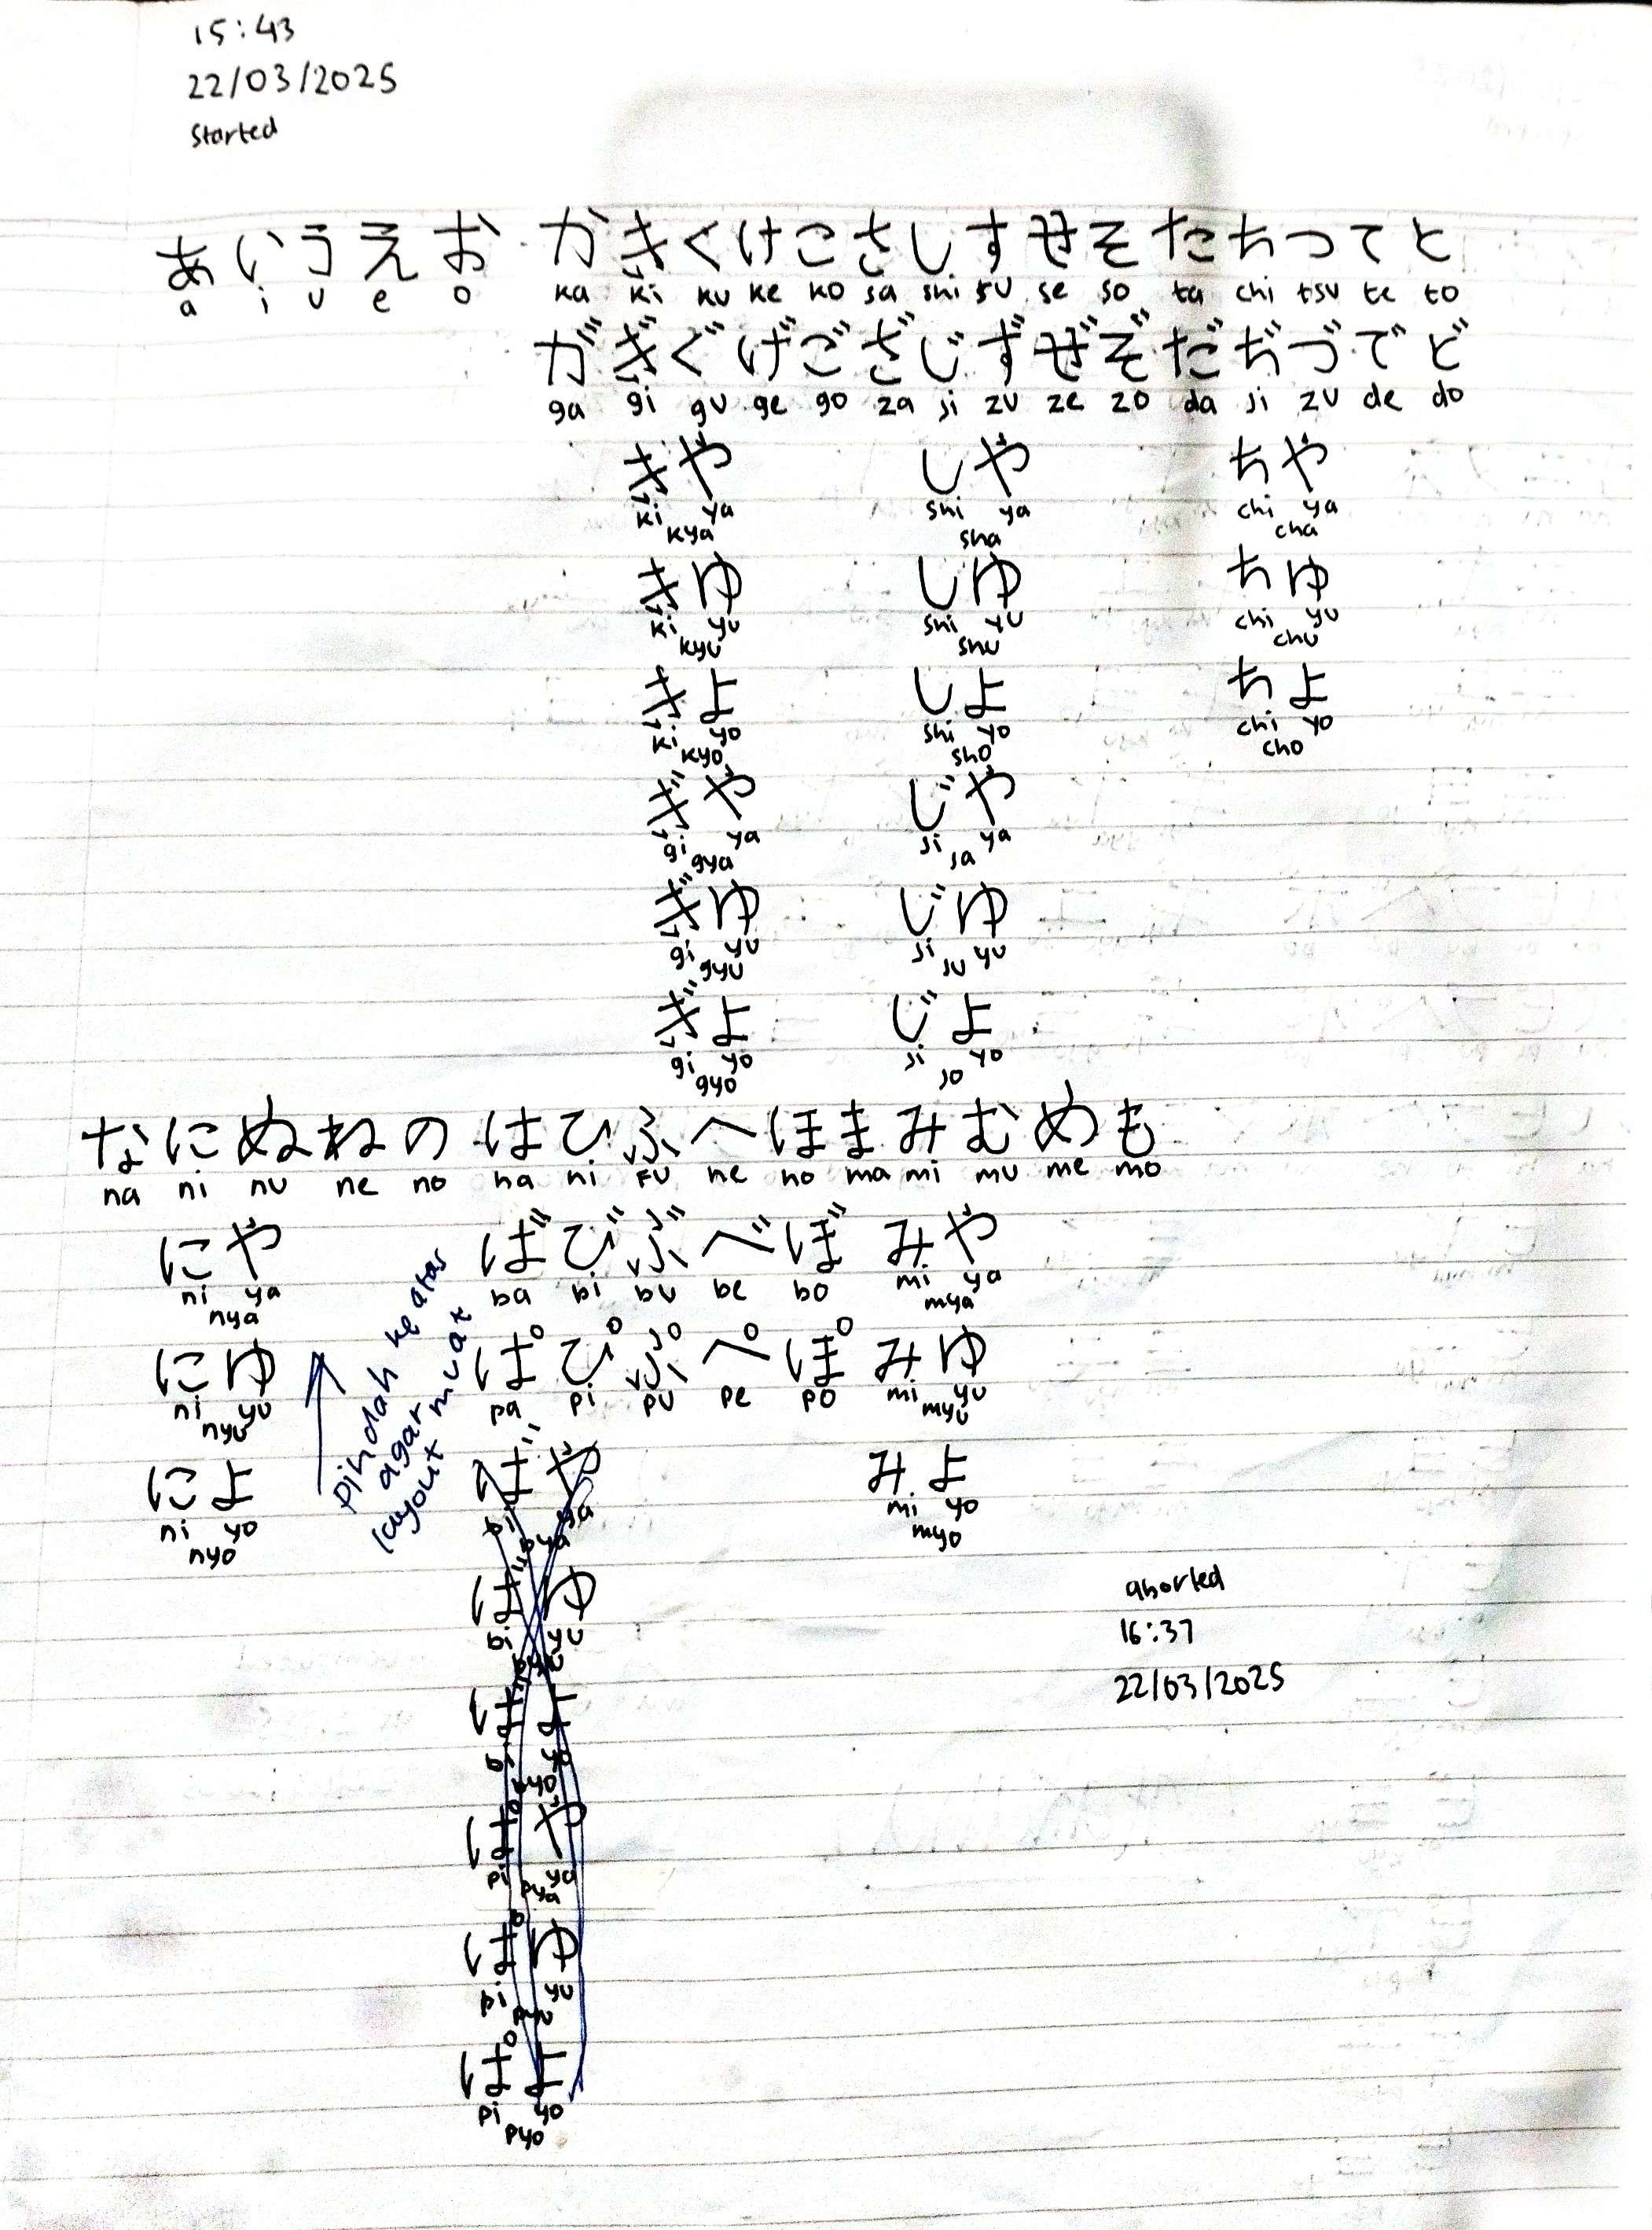 15:43
22/03/2025
Started
あいうえお かきくけこさしすせそたちつてと
a i u e o ka ki ku ke ko sa shi su se so ta chi tsu te to
がぎぐげござじずぜぞだぢづでど
ga gi gu ge go za ji zu ze zo da ji zu de do
きや しや ちや
ki ya shi ya chi ya
kya sha cha
きゆ しゆ ちゆ
ki yu shi yu chi yu
kyu shu chu
きよ しよ ちよ
ki yo shi yo chi yo
kyo sho cho
ぎや じや
gi ya ji ya
gya ja
ぎゆ じゆ
gi yu ji yu
gyu ju
ぎよ じよ
gi yo ji yo
gyo jo
なにぬねの はひふへほまみむめも
na ni nu ne no ha hi fu he ho ma mi mu me mo
にや ばびぶべぼ みや
ni ya ba bi bu be bo mi ya
nya mya
にゆ ぱぴぷぺぽ みゆ
ni yu pa pi pu pe po mi yu
nyu myu
pindah ke atas
agar
layout muat
によ ばや みよ
ni yo bi ya mi yo
nyo bya myo
ばゆ
bi yu
byu
ばよ
bi yo
byo
ぱや
pi ya
pya
ぱゆ
pi yu
pyu
ぱよ
pi yo
pyo
aborted
16:37
22/03/2025